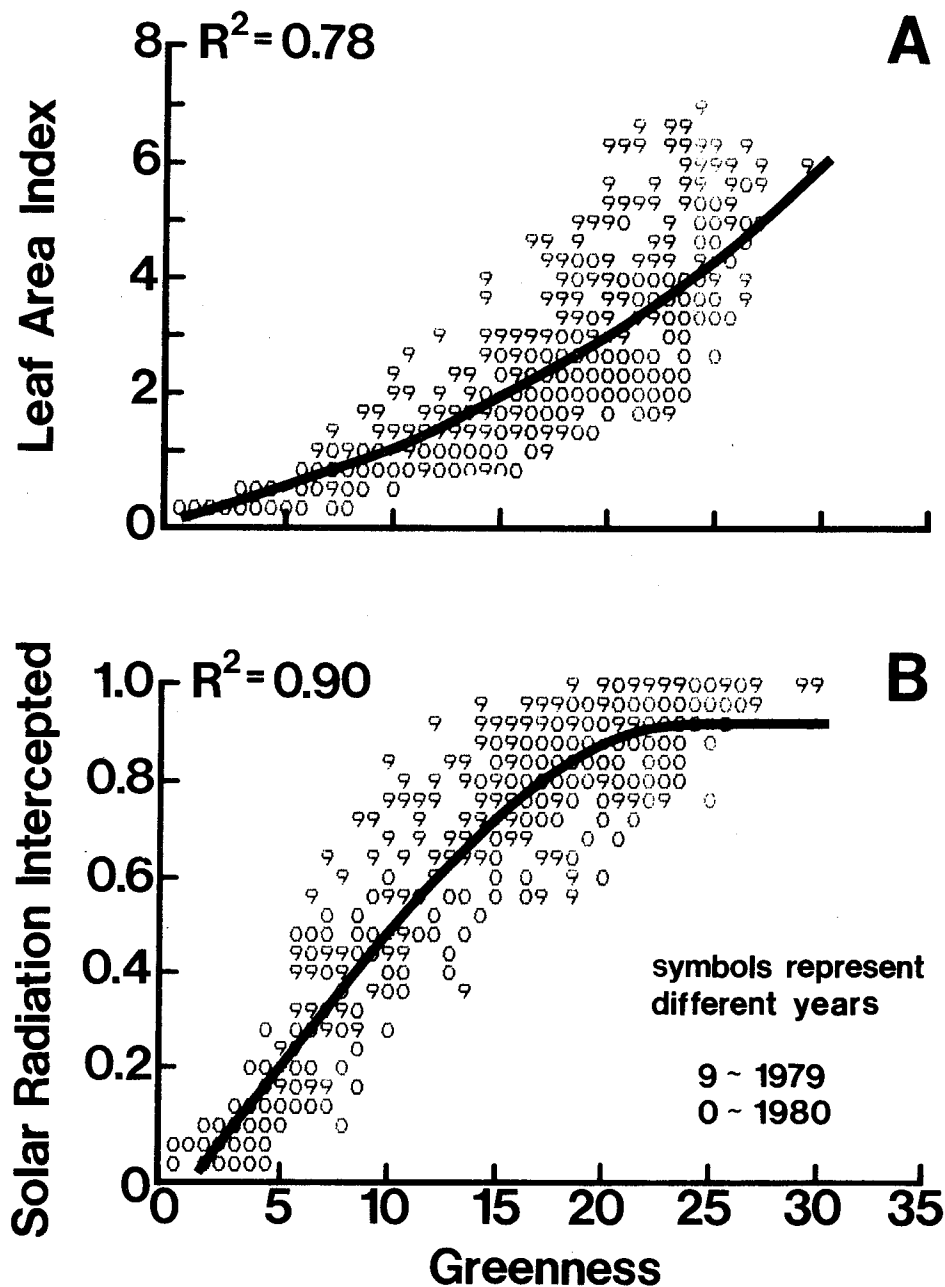 R² = 0.78
A
Leaf Area Index
8
6
4
2
0
R² = 0.90
B
Solar Radiation Intercepted
1.0
0.8
0.6
0.4
0.2
0
symbols represent
different years
9 ~ 1979
0 ~ 1980
0 5 10 15 20 25 30 35
Greenness